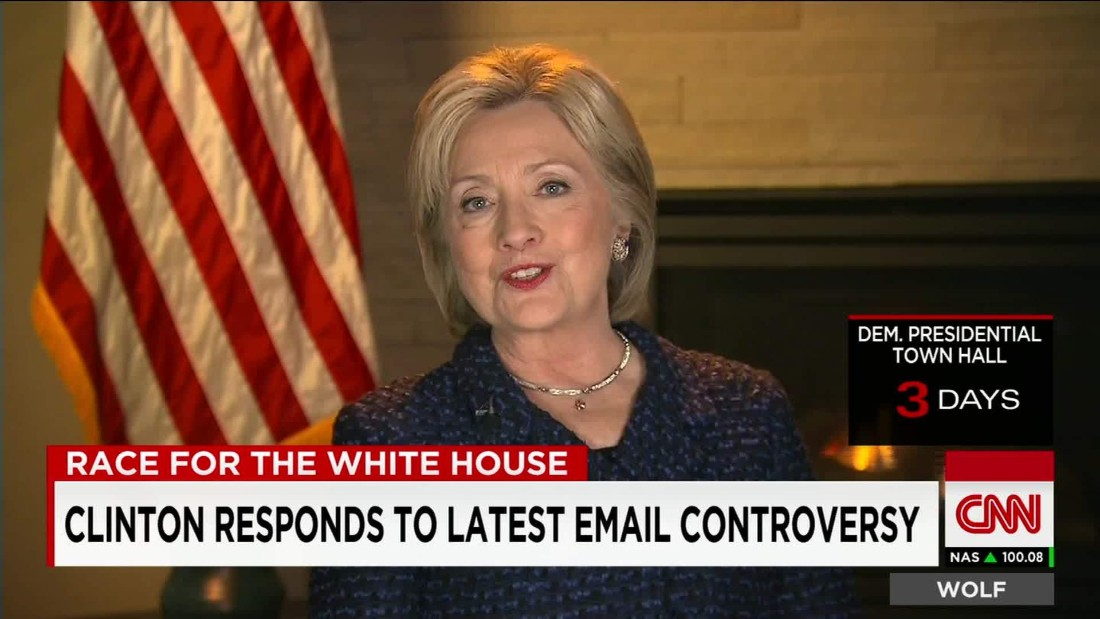 DEM. PRESIDENTIAL
TOWN HALL
3 DAYS
RACE FOR THE WHITE HOUSE
CLINTON RESPONDS TO LATEST EMAIL CONTROVERSY
CNN
NAS ▲ 100.08
WOLF